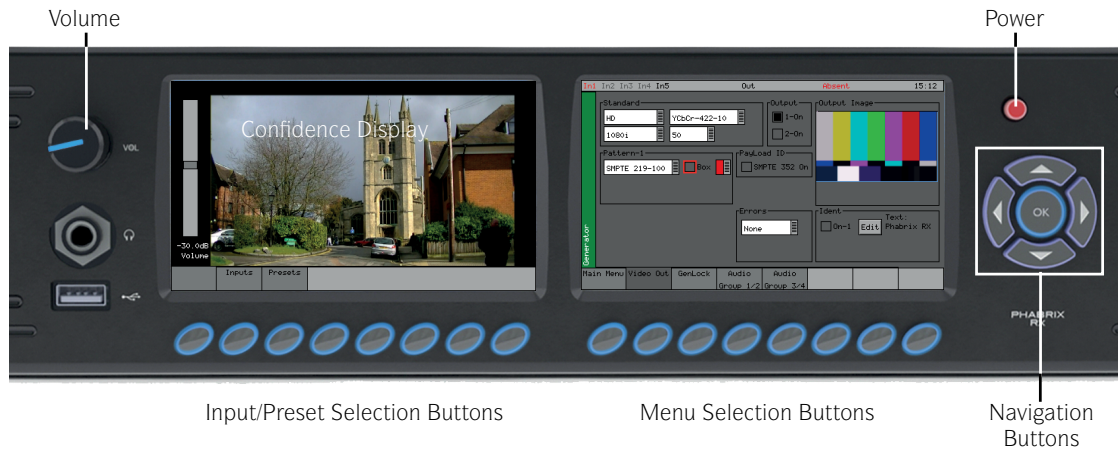 Volume
Power
VOL
Confidence Display
-30.0dB
Volume
Inputs Presets
In1 In2 In3 In4 In5 Out Absent 15:12
Generator
Standard
HD YCbCr-422-10
1080i 50
Output
1-On
2-On
Output Image
Pattern-1
SMPTE 219-100 Box
PayLoad ID
SMPTE 352 On
Errors
None
Ident
On-1 Edit Text:
Phabrix RX
Main Menu Video Out GenLock Audio Group 1/2 Audio Group 3/4
OK
PHABRIX
RX
Input/Preset Selection Buttons
Menu Selection Buttons
Navigation
Buttons